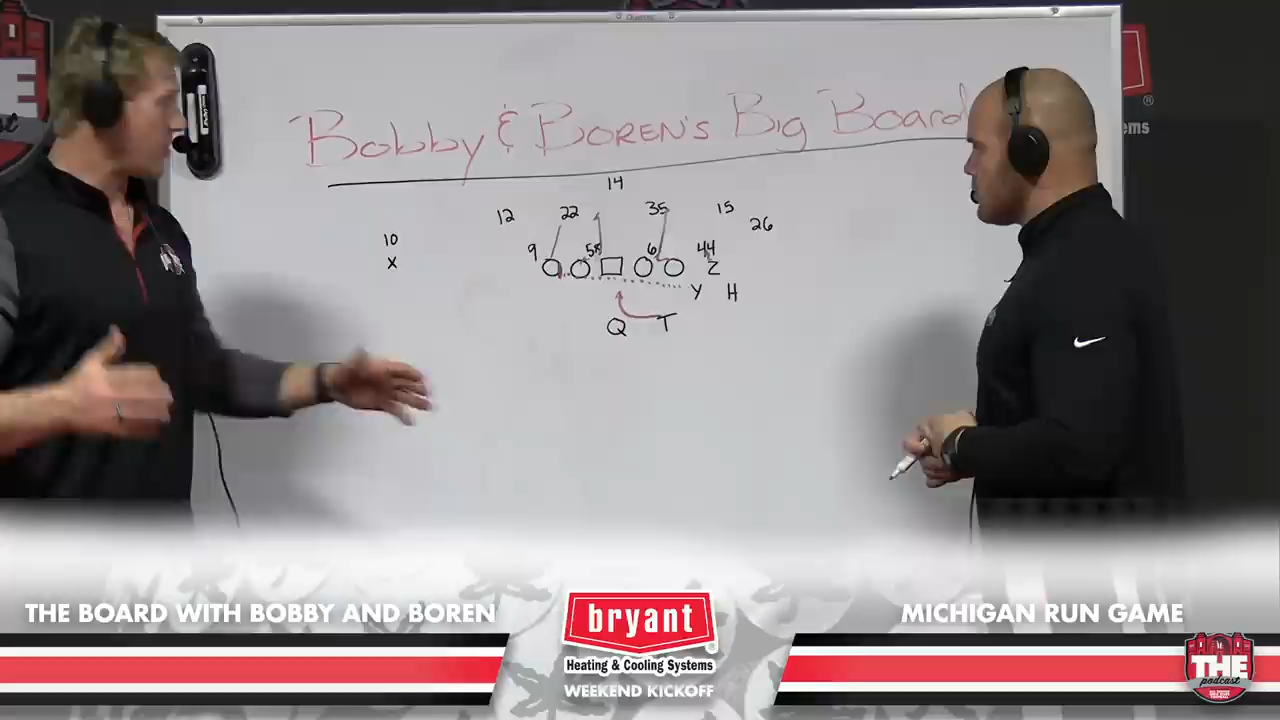 Bobby & Boren's Big Board
14
12 22 35 15
26
10
9 58 6 44
X Z
Y H
Q T
ems
THE BOARD WITH BOBBY AND BOREN
bryant
Heating & Cooling Systems
WEEKEND KICKOFF
MICHIGAN RUN GAME
THE
podcast